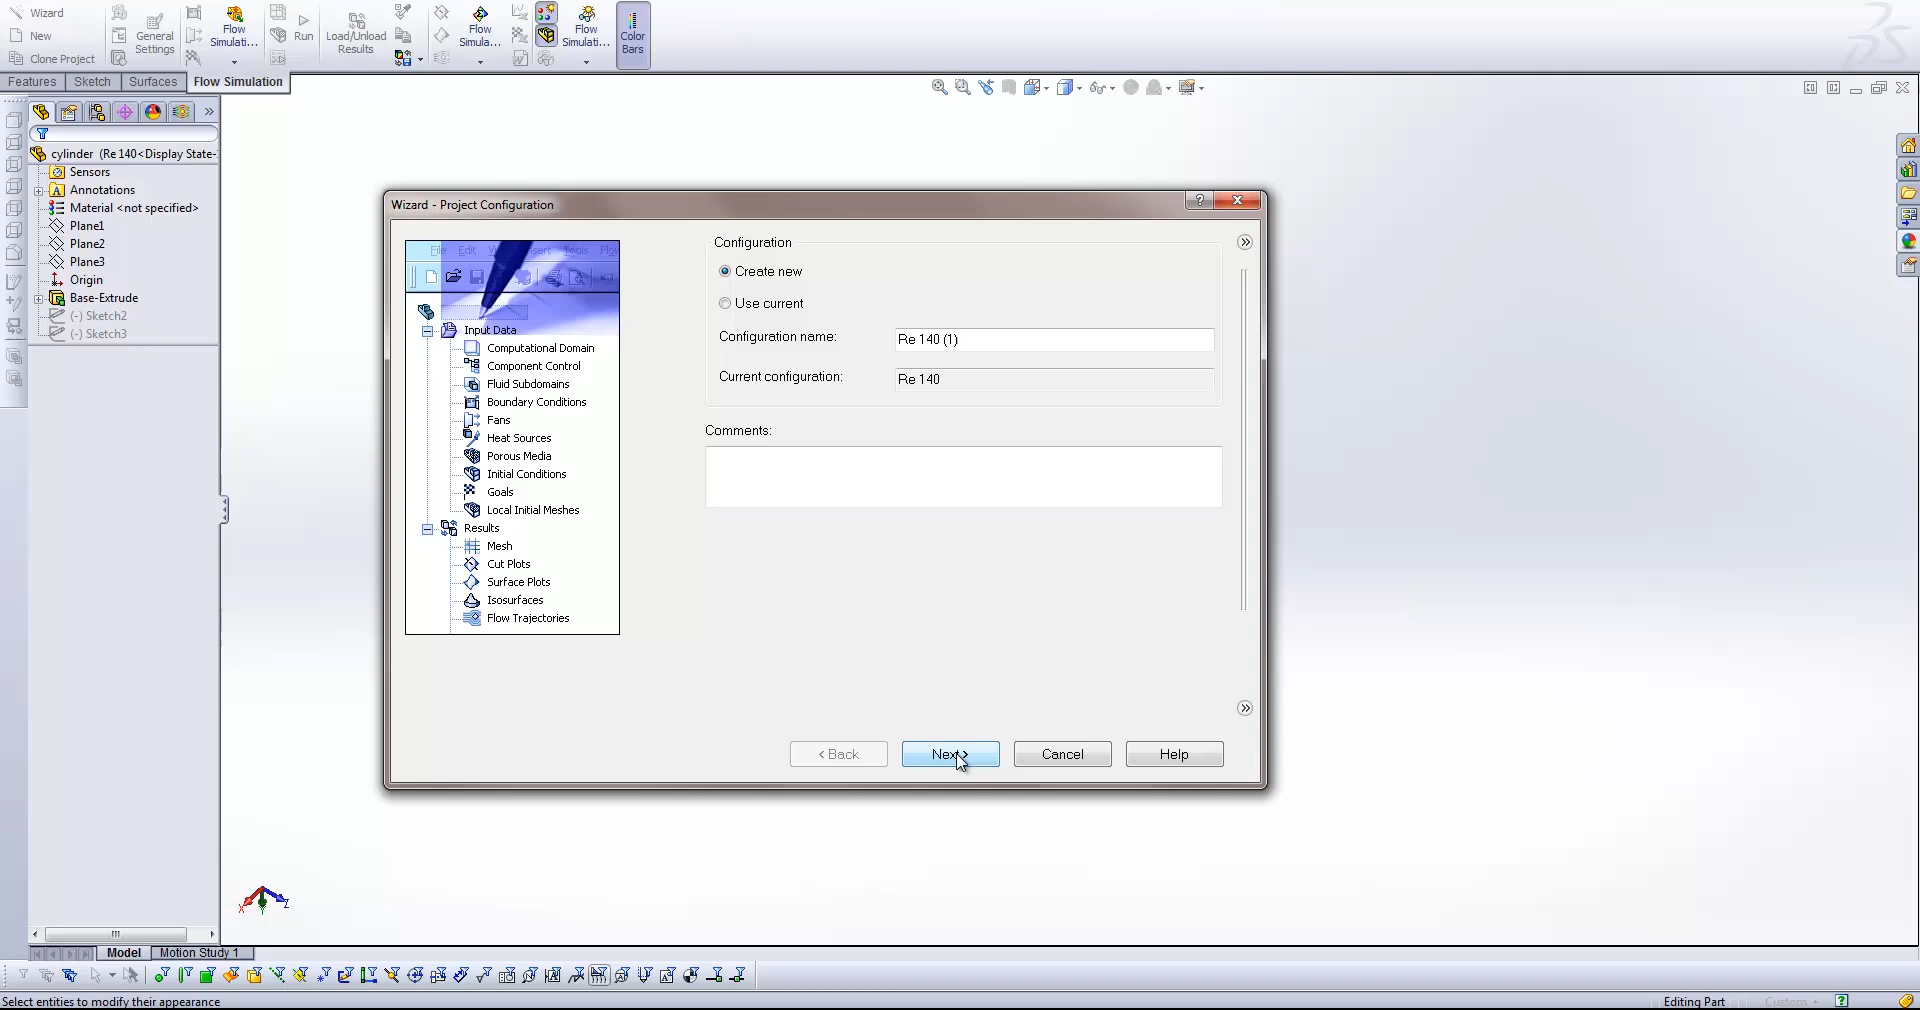 Wizard
New
Clone Project
General
Settings
Flow
Simulati...
Run
Load/Unload
Results
Flow
Simula...
Flow
Simulati...
Color
Bars
Features
Sketch
Surfaces
Flow Simulation
cylinder (Re 140<Display State-
Sensors
Annotations
Material <not specified>
Plane1
Plane2
Plane3
Origin
Base-Extrude
(-) Sketch2
(-) Sketch3
Wizard - Project Configuration
File Edit
Tools
Input Data
Computational Domain
Component Control
Fluid Subdomains
Boundary Conditions
Fans
Heat Sources
Porous Media
Initial Conditions
Goals
Local Initial Meshes
Results
Mesh
Cut Plots
Surface Plots
Isosurfaces
Flow Trajectories
Configuration
Create new
Use current
Configuration name:
Re 140 (1)
Current configuration:
Re 140
Comments:
< Back
Next >
Cancel
Help
X
Z
Model
Motion Study 1
Select entities to modify their appearance
Editing Part
Custom